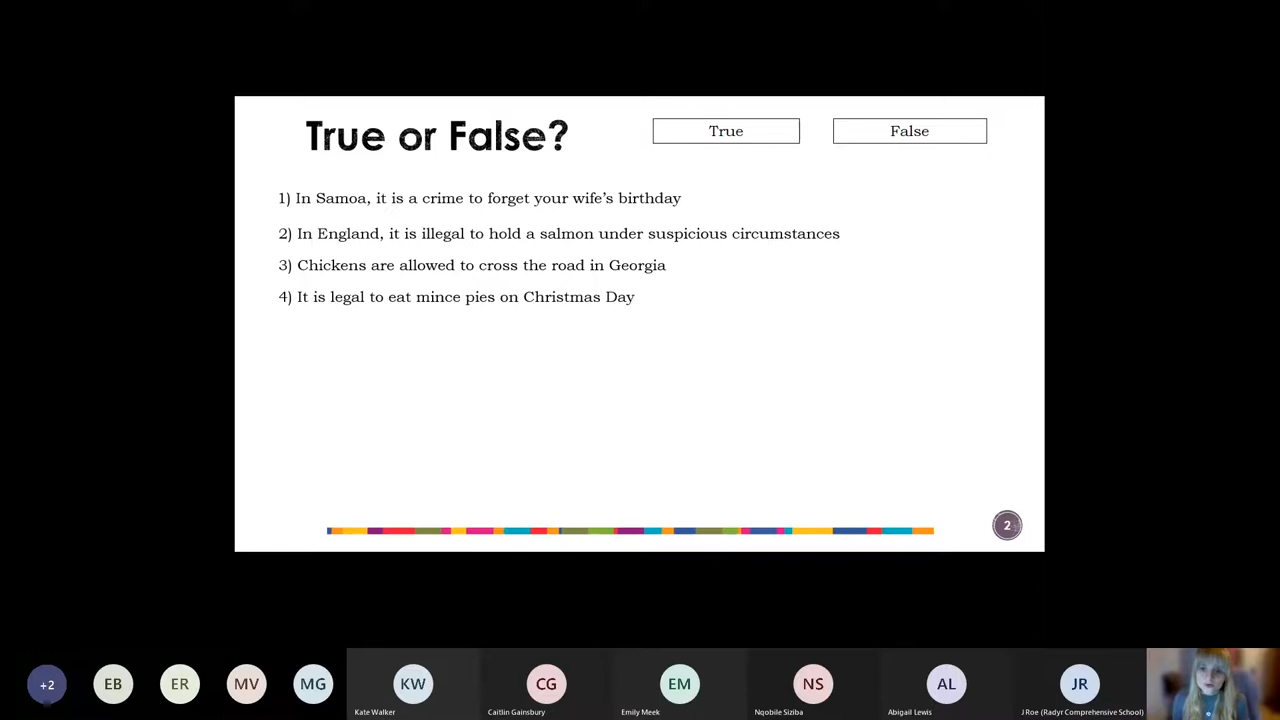 True or False?
True
False
1) In Samoa, it is a crime to forget your wife’s birthday
2) In England, it is illegal to hold a salmon under suspicious circumstances
3) Chickens are allowed to cross the road in Georgia
4) It is legal to eat mince pies on Christmas Day
2
+2
EB
ER
MV
MG
KW
CG
EM
NS
AL
JR
Kate Walker
Caitlin Gainsbury
Emily Meek
Nqobile Siziba
Abigail Lewis
J Roe (Radyr Comprehensive School)